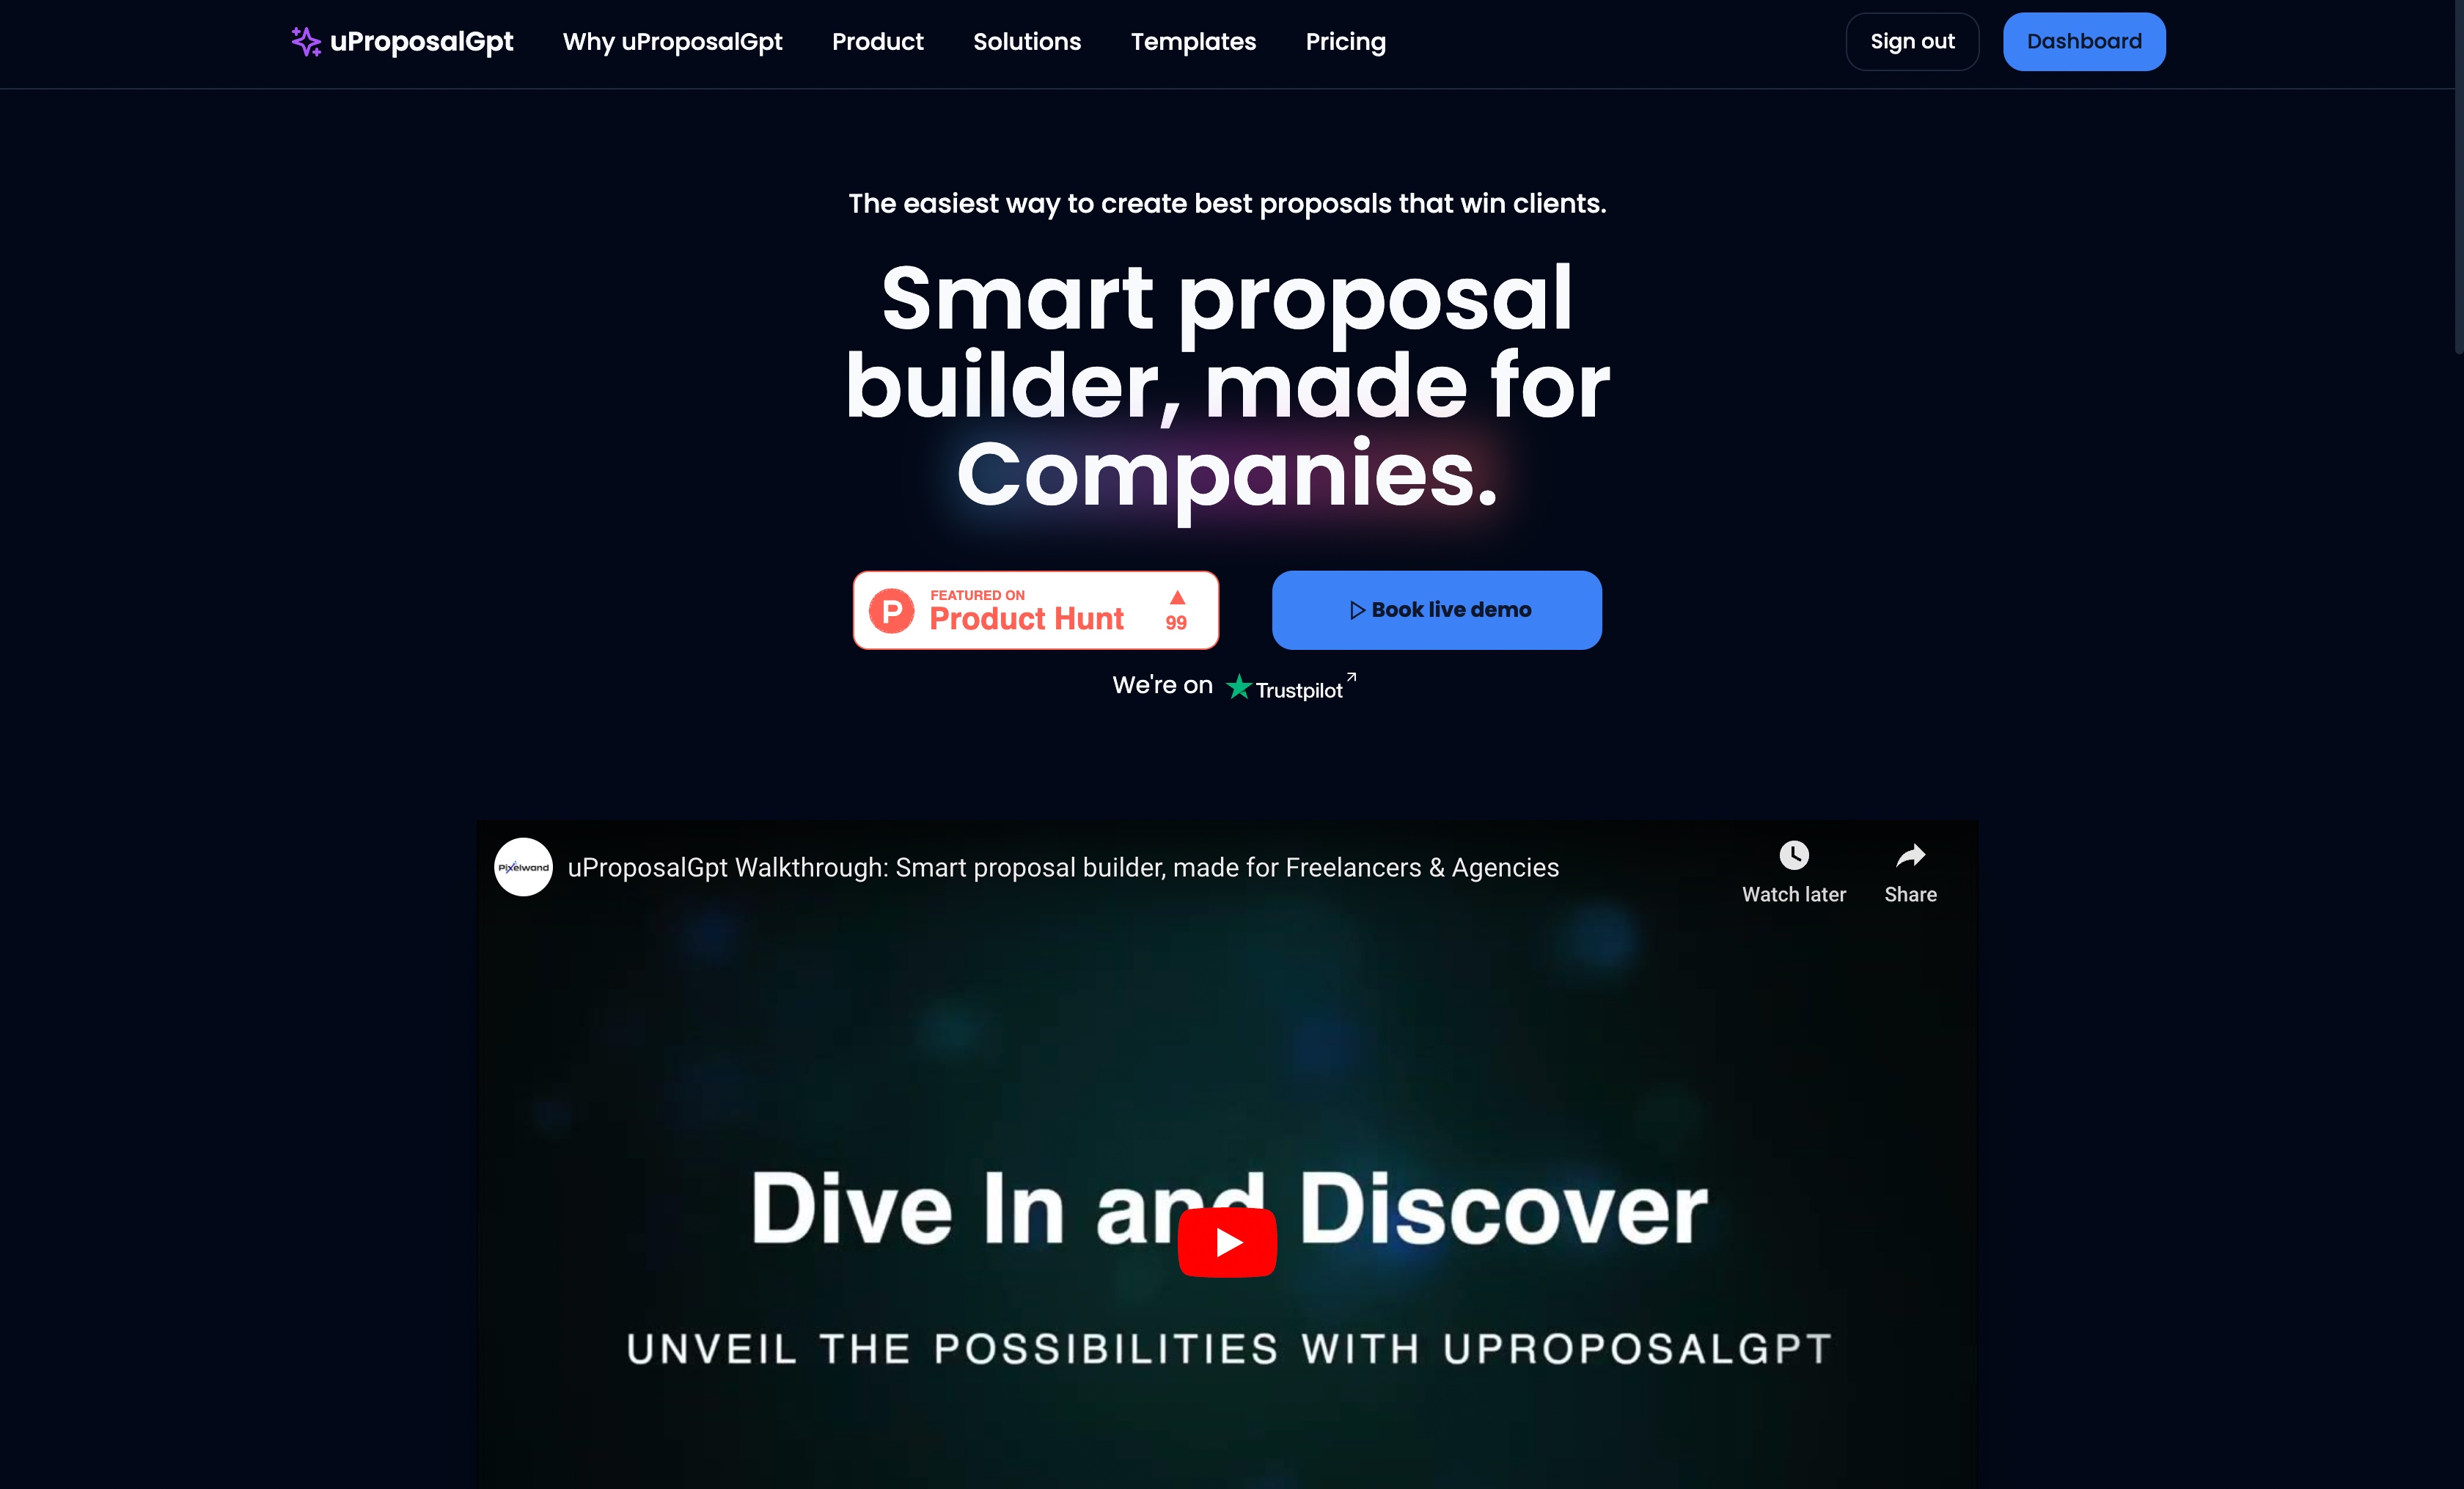 uProposalGpt
Why uProposalGpt
Product
Solutions
Templates
Pricing
Sign out
Dashboard
The easiest way to create best proposals that win clients.
Smart proposal
builder, made for
Companies.
P
FEATURED ON
Product Hunt
99
Book live demo
We're on
Trustpilot
Pixelwand
uProposalGpt Walkthrough: Smart proposal builder, made for Freelancers & Agencies
Watch later
Share
Dive In and Discover
UNVEIL THE POSSIBILITIES WITH UPROPOSALGPT